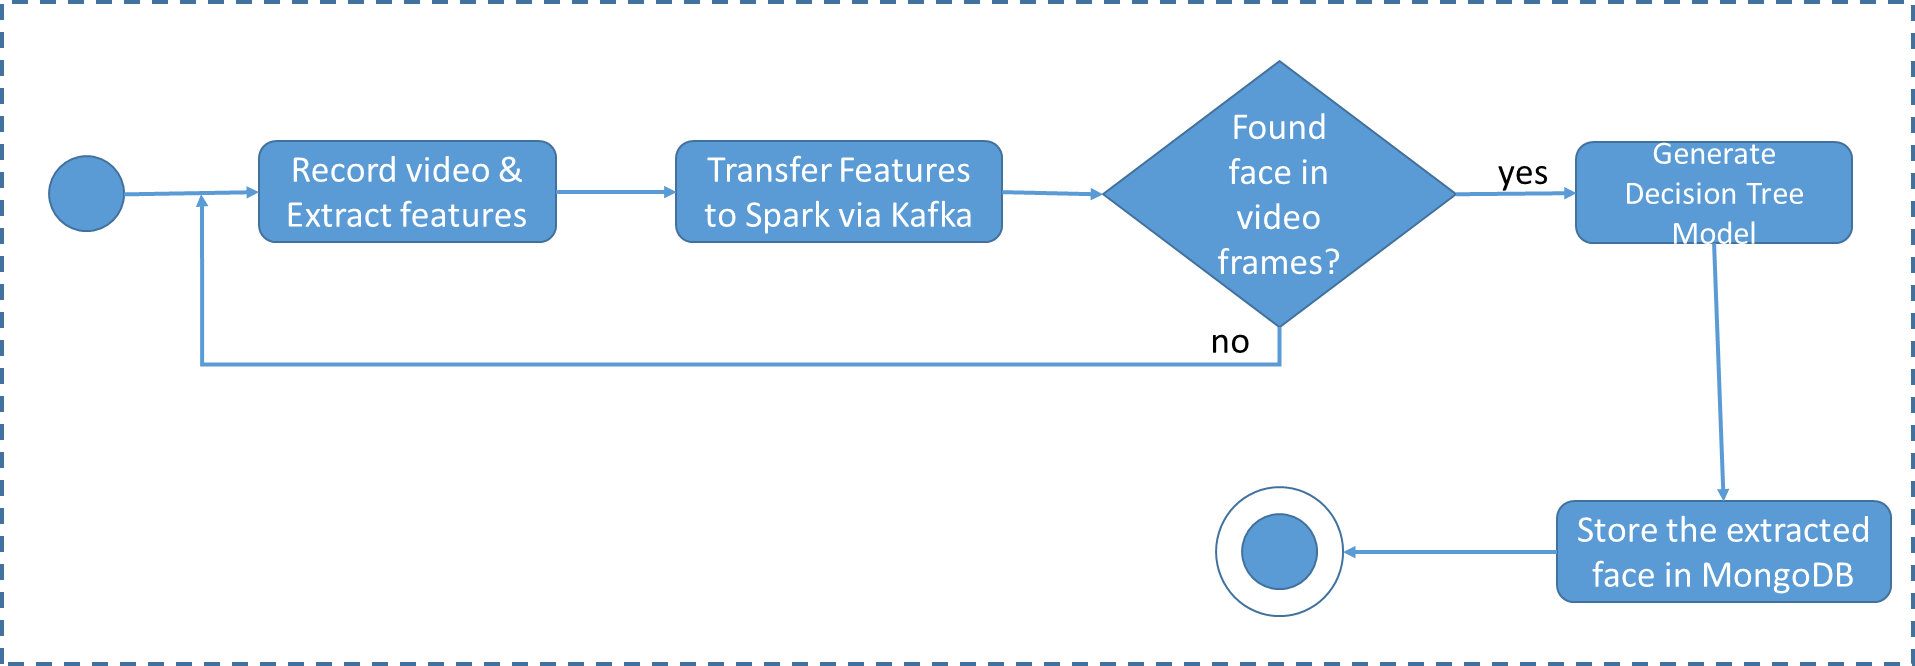 Record video &
Extract features
Transfer Features
to Spark via Kafka
Found
face in
video
frames?
yes
Generate
Decision Tree
Model
no
Store the extracted
face in MongoDB